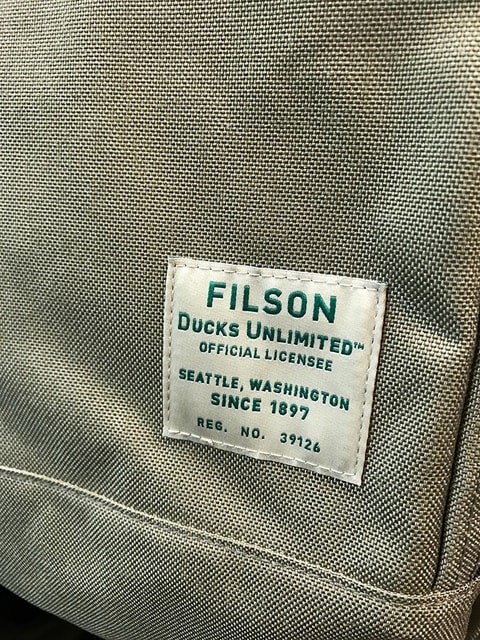 FILSON
DUCKS UNLIMITED™
OFFICIAL LICENSEE
SEATTLE, WASHINGTON
SINCE 1897
REG. NO. 39126